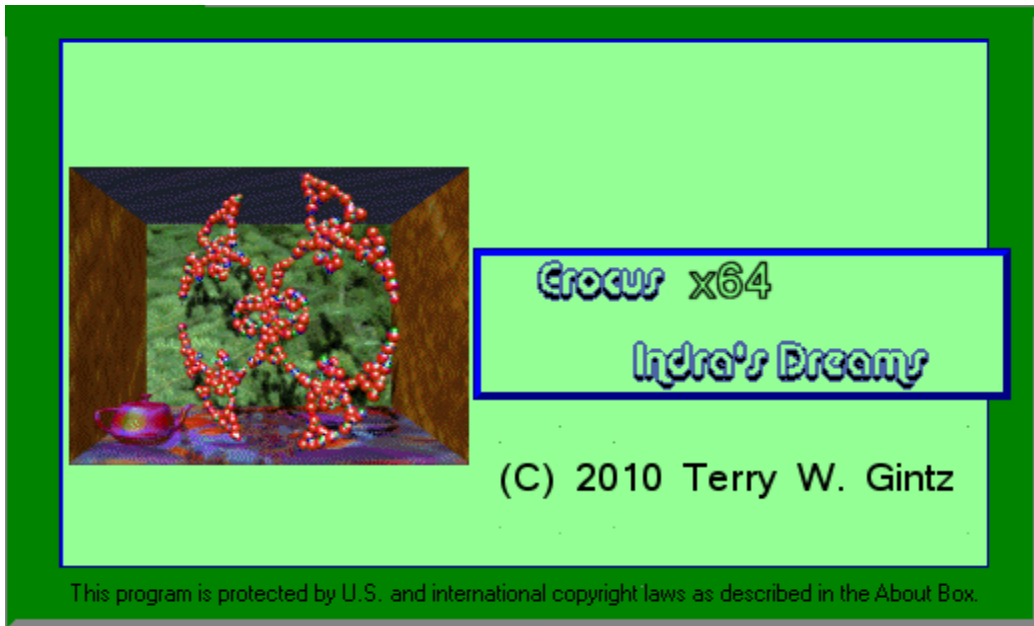 Crocus x64
Indra's Dreams
(C) 2010 Terry W. Gintz
This program is protected by U.S. and international copyright laws as described in the About Box.